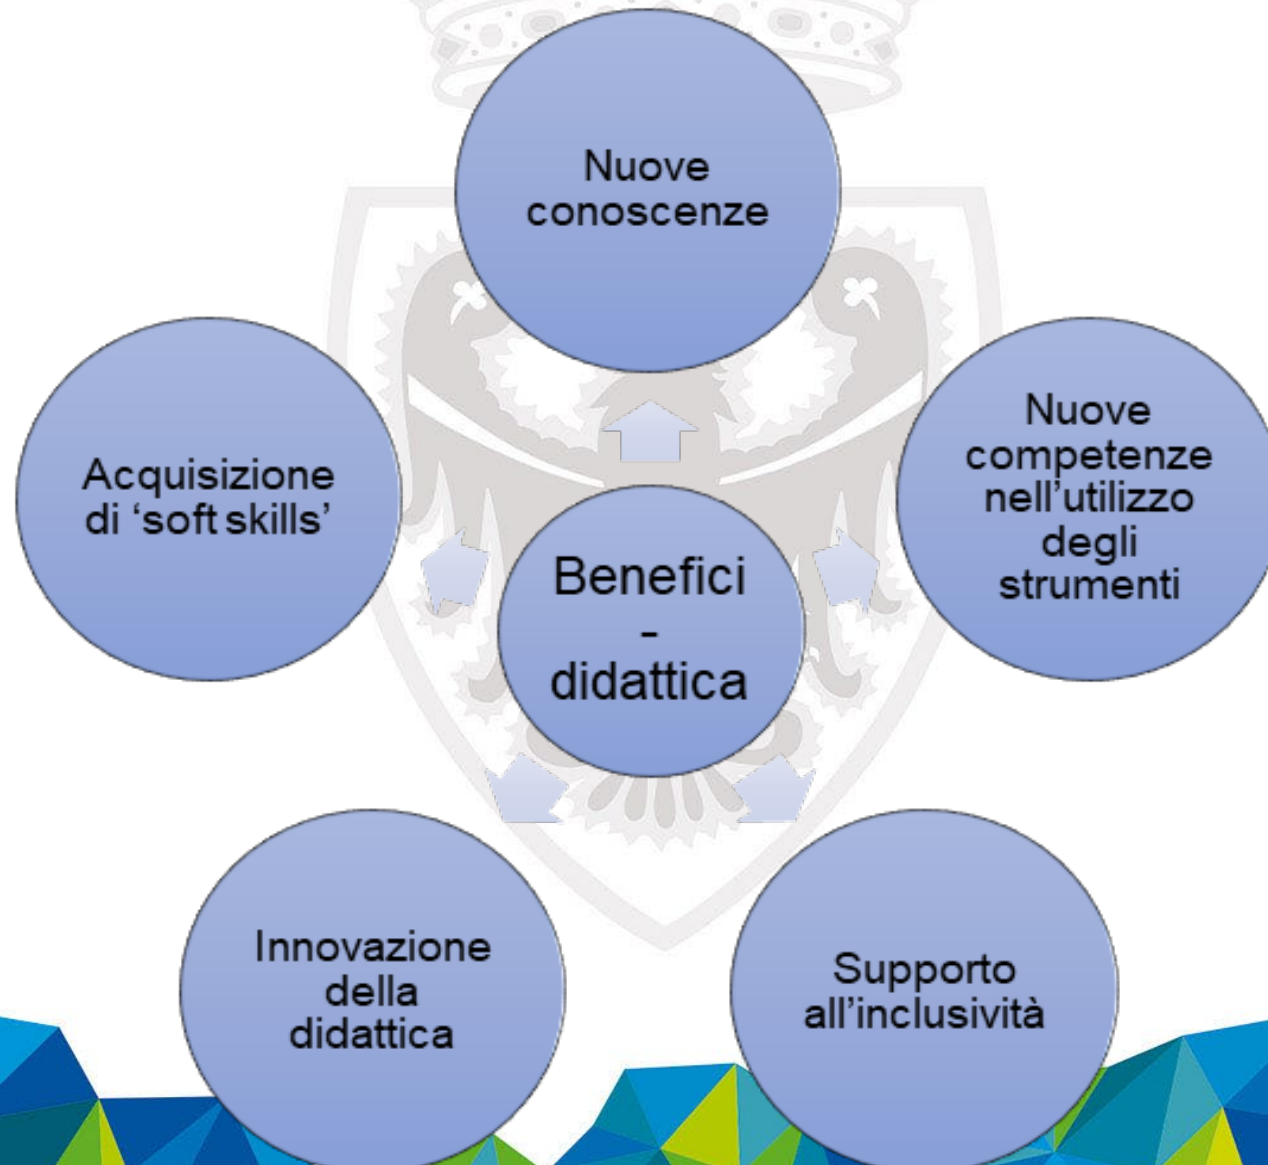 Nuove
conoscenze
Acquisizione
di ‘soft skills’
Nuove
competenze
nell’utilizzo
degli
strumenti
Benefici
-
didattica
Innovazione
della
didattica
Supporto
all’inclusività